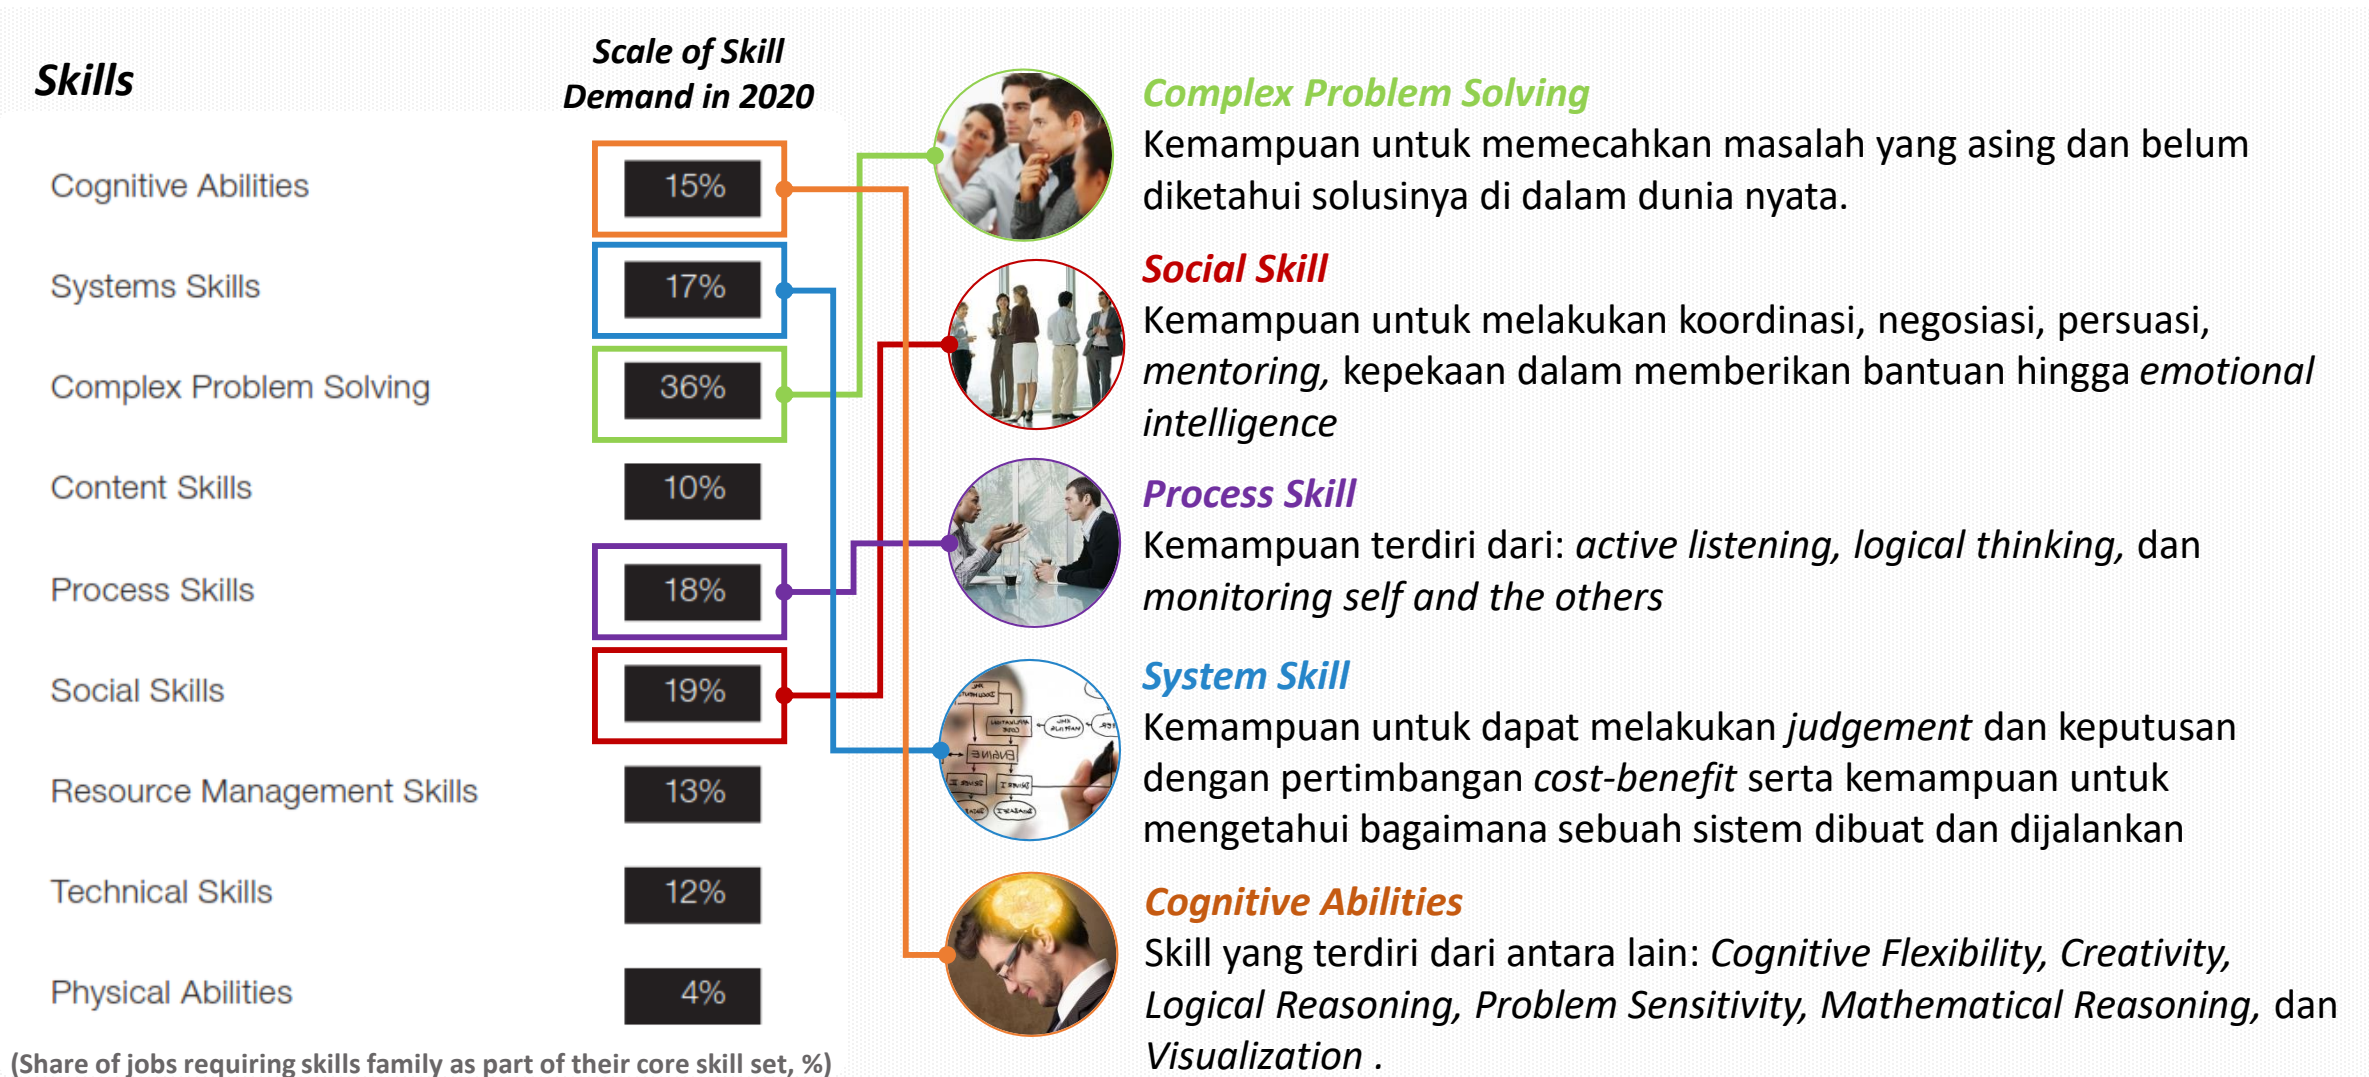 Skills
Scale of Skill
Demand in 2020
Cognitive Abilities
15%
Systems Skills
17%
Complex Problem Solving
36%
Content Skills
10%
Process Skills
18%
Social Skills
19%
Resource Management Skills
13%
Technical Skills
12%
Physical Abilities
4%
(Share of jobs requiring skills family as part of their core skill set, %)
Complex Problem Solving
Kemampuan untuk memecahkan masalah yang asing dan belum
diketahui solusinya di dalam dunia nyata.
Social Skill
Kemampuan untuk melakukan koordinasi, negosiasi, persuasi,
mentoring, kepekaan dalam memberikan bantuan hingga emotional
intelligence
Process Skill
Kemampuan terdiri dari: active listening, logical thinking, dan
monitoring self and the others
System Skill
Kemampuan untuk dapat melakukan judgement dan keputusan
dengan pertimbangan cost-benefit serta kemampuan untuk
mengetahui bagaimana sebuah sistem dibuat dan dijalankan
Cognitive Abilities
Skill yang terdiri dari antara lain: Cognitive Flexibility, Creativity,
Logical Reasoning, Problem Sensitivity, Mathematical Reasoning, dan
Visualization .
ENGINE